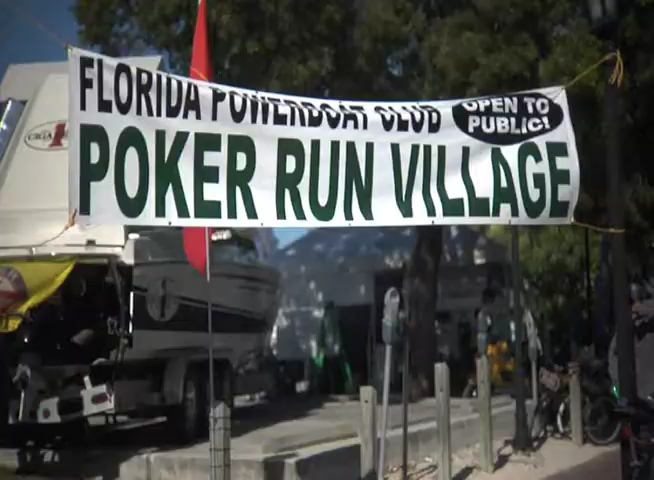 FLORIDA POWERBOAT CLUB
OPEN TO
PUBLIC!
POKER RUN VILLAGE